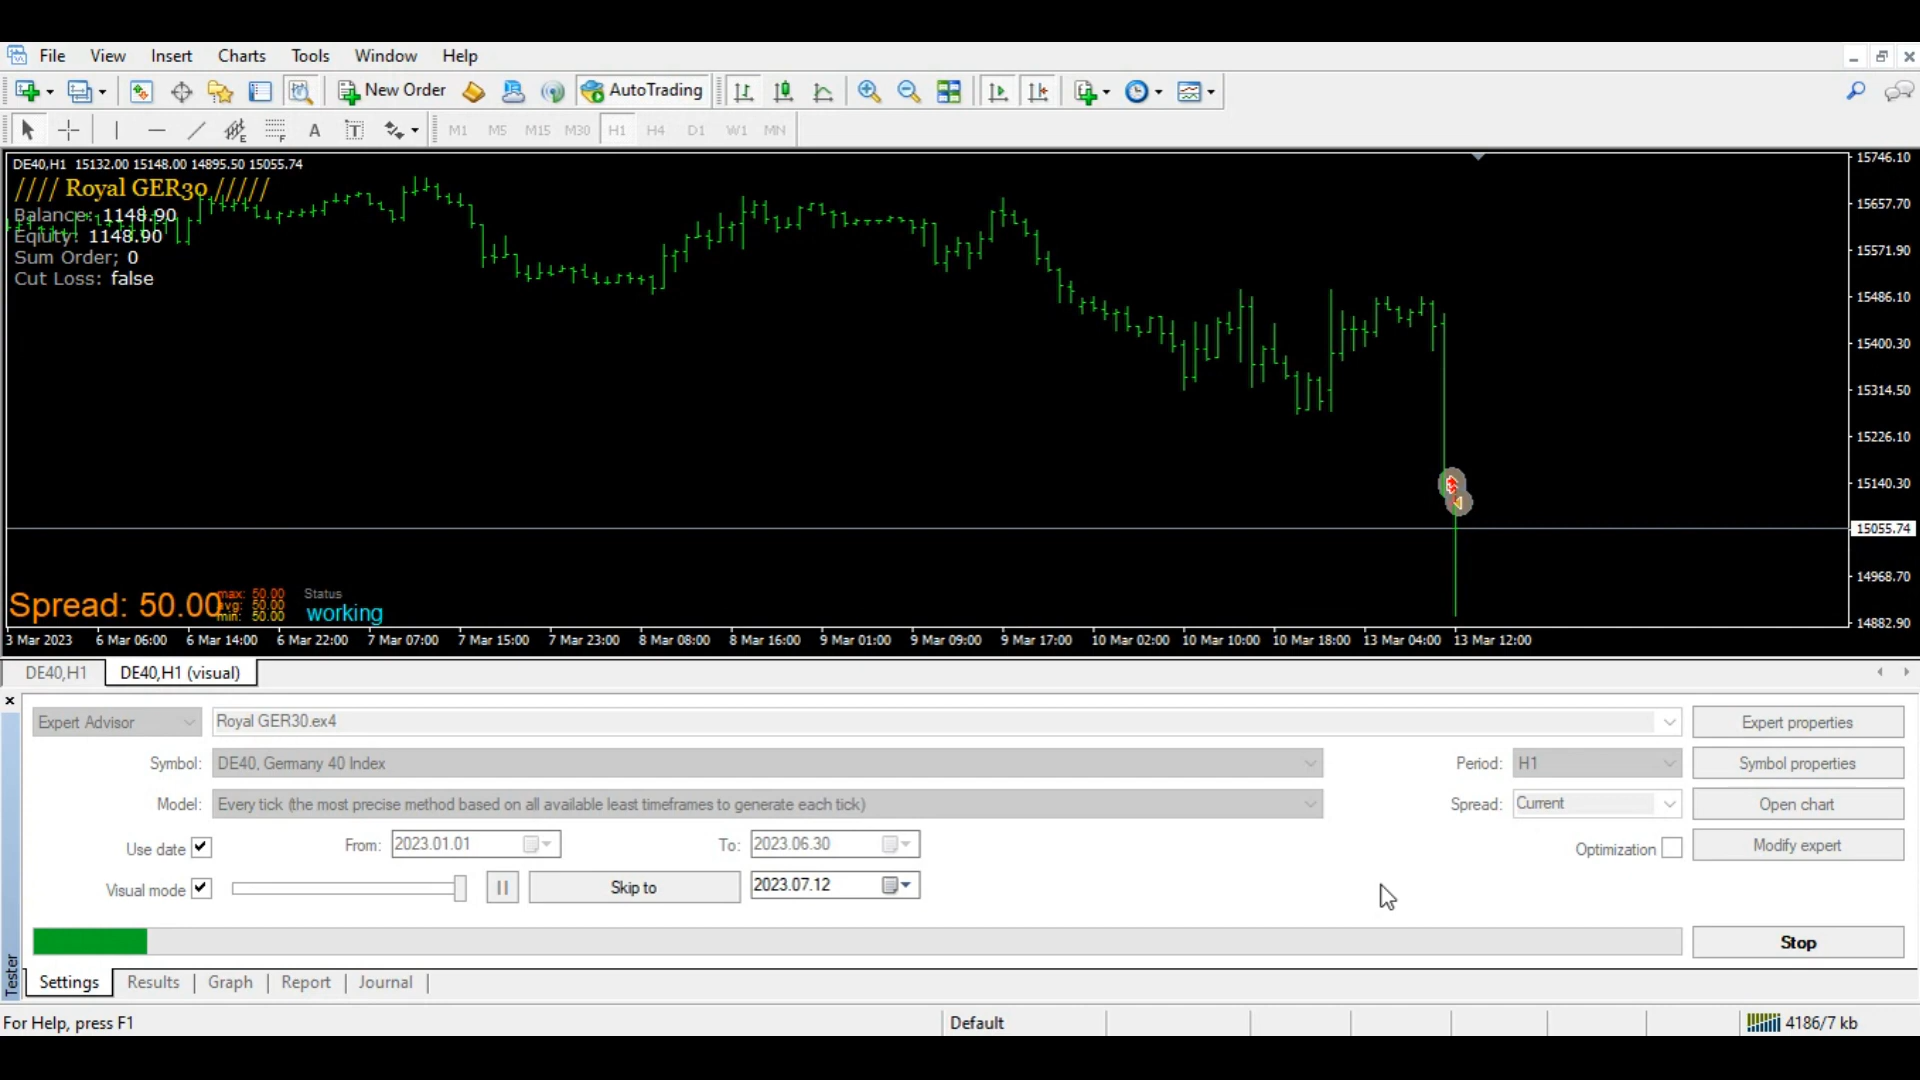 File View Insert Charts Tools Window Help
New Order AutoTrading
A T M1 M5 M15 M30 H1 H4 D1 W1 MN
DE40,H1 15132.00 15148.00 14895.50 15055.74
//// Royal GER30 /////
Balance: 1148.90
Eqiuty: 1148.90
Sum Order; 0
Cut Loss: false
15746.10
15657.70
15571.90
15486.10
15400.30
15314.50
15226.10
15140.30
15055.74
14968.70
14882.90
Spread: 50.00
max: 50.00
avg: 50.00
min: 50.00
Status
working
3 Mar 2023 6 Mar 06:00 6 Mar 14:00 6 Mar 22:00 7 Mar 07:00 7 Mar 15:00 7 Mar 23:00 8 Mar 08:00 8 Mar 16:00 9 Mar 01:00 9 Mar 09:00 9 Mar 17:00 10 Mar 02:00 10 Mar 10:00 10 Mar 18:00 13 Mar 04:00 13 Mar 12:00
DE40,H1 DE40,H1 (visual)
Expert Advisor Royal GER30.ex4 Expert properties
Symbol: DE40, Germany 40 Index Period: H1 Symbol properties
Model: Every tick (the most precise method based on all available least timeframes to generate each tick) Spread: Current Open chart
Use date From: 2023.01.01 To: 2023.06.30 Optimization Modify expert
Visual mode Skip to 2023.07.12
Stop
Tester
Settings Results Graph Report Journal
For Help, press F1 Default 4186/7 kb